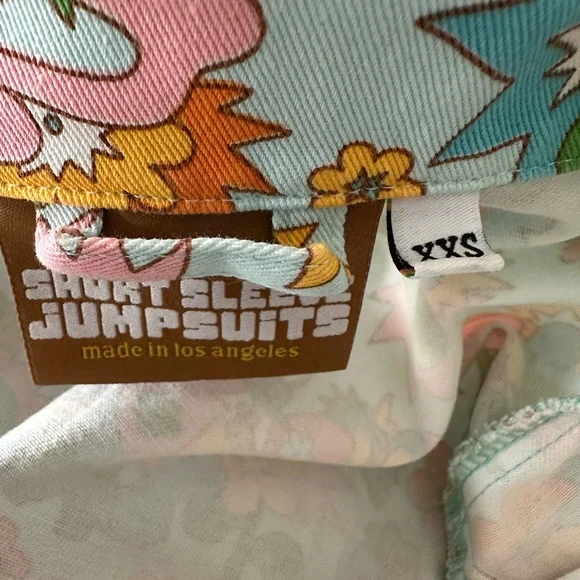 SHORT SLEEVE
JUMPSUiTS
made in los angeles
XXS